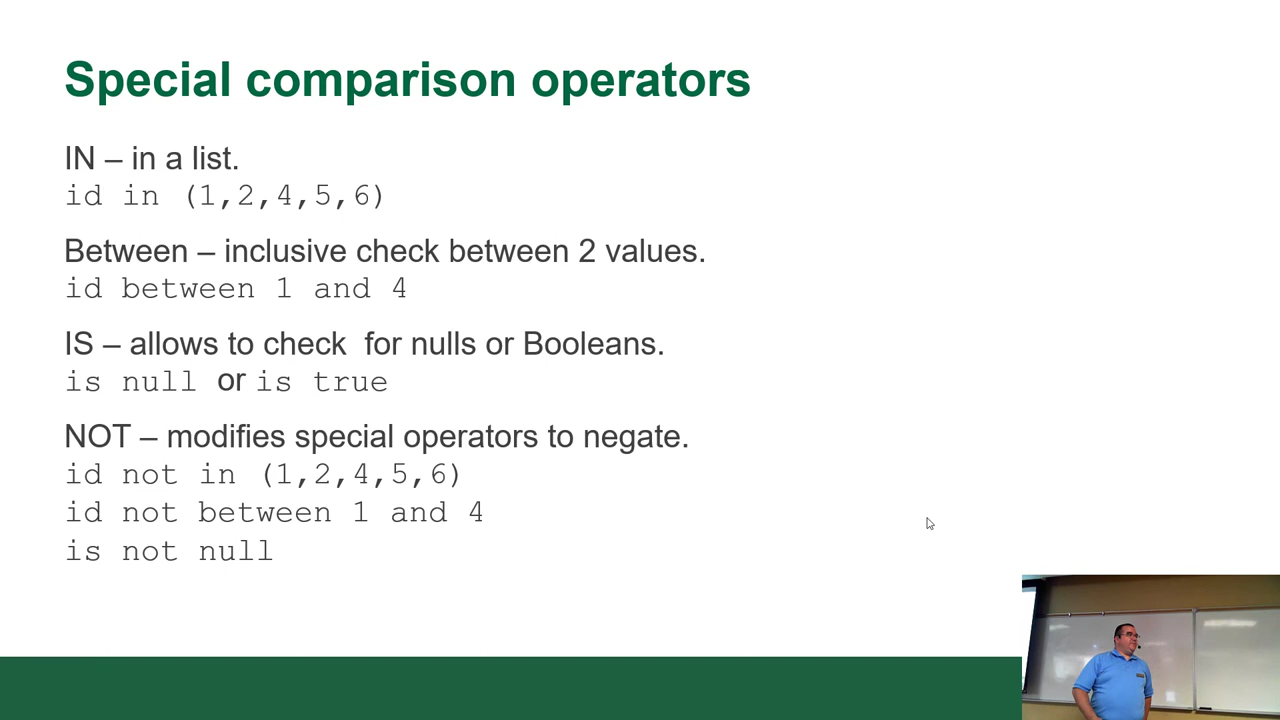 Special comparison operators
IN – in a list.
id in (1,2,4,5,6)
Between – inclusive check between 2 values.
id between 1 and 4
IS – allows to check  for nulls or Booleans.
is null or is true
NOT – modifies special operators to negate.
id not in (1,2,4,5,6)
id not between 1 and 4
is not null